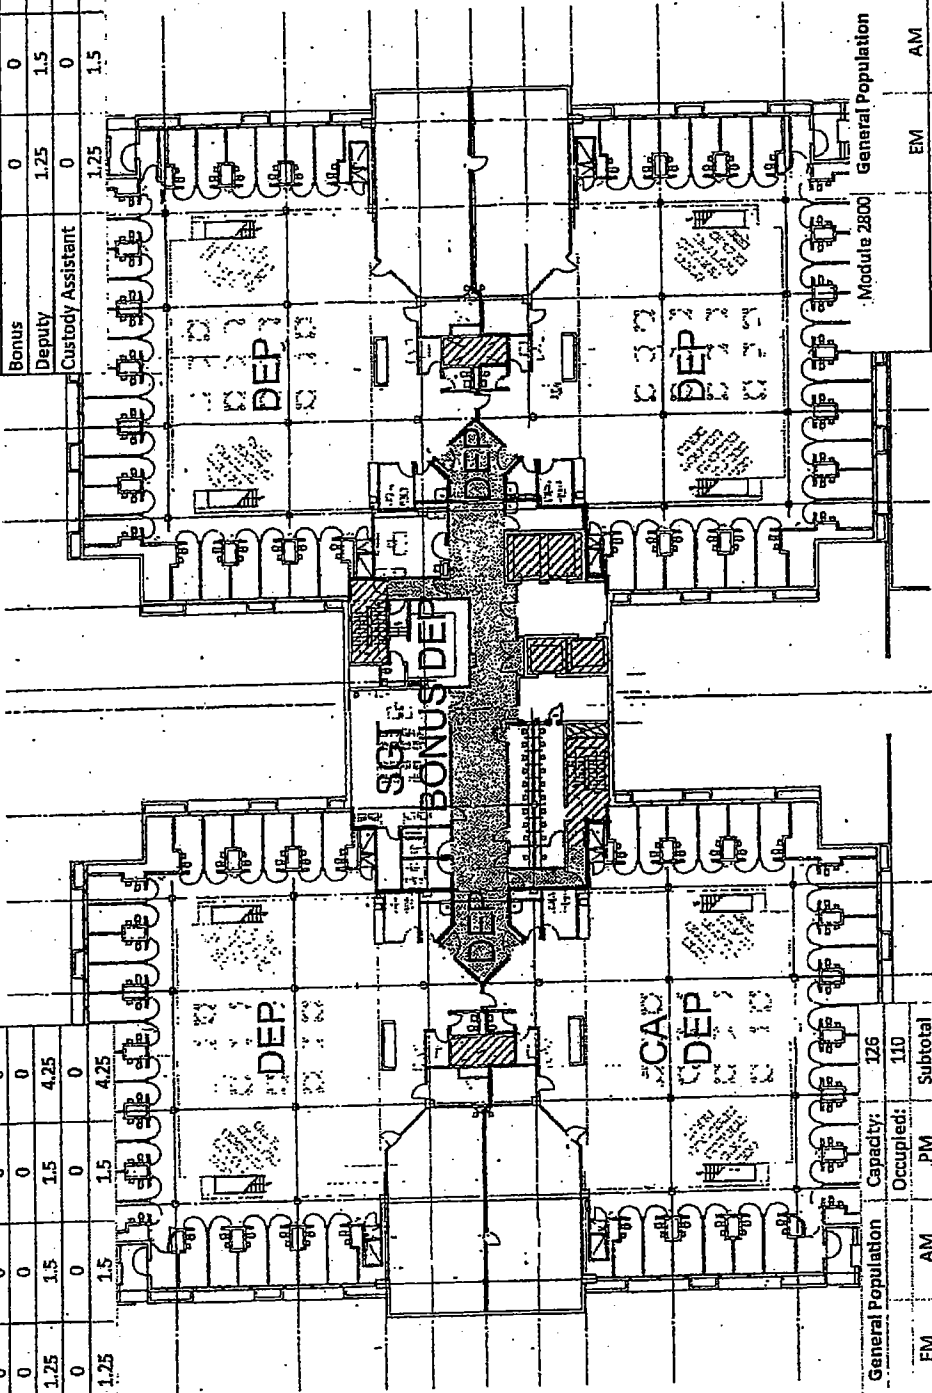 0 0 0 0 Bonus 0 0
1.25 1.5 1.5 4.25 Deputy 1.25 1.5
0 0 0 0 Custody Assistant 0 0
1.25 1.5 1.5 4.25 1.25 1.5
DEP DEP
SGT
BONUS DEP
DEP DEP
CA
DEP DEP
General Population Capacity: 126 Module 2800 General Population
Occupied: 110
EM AM PM Subtotal EM AM